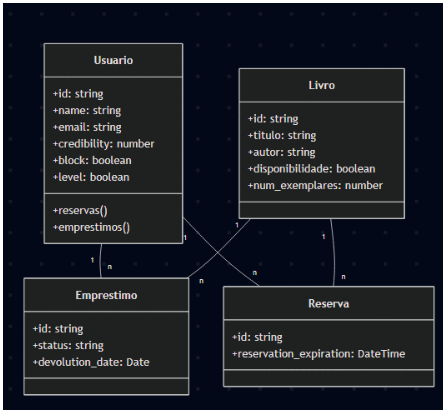 Usuario
+id: string
+name: string
+email: string
+credibility: number
+block: boolean
+level: boolean
+reservas()
+emprestimos()
Livro
+id: string
+titulo: string
+autor: string
+disponibilidade: boolean
+num_exemplares: number
1
1
1
1
n
n
n
n
Emprestimo
+id: string
+status: string
+devolution_date: Date
Reserva
+id: string
+reservation_expiration: DateTime